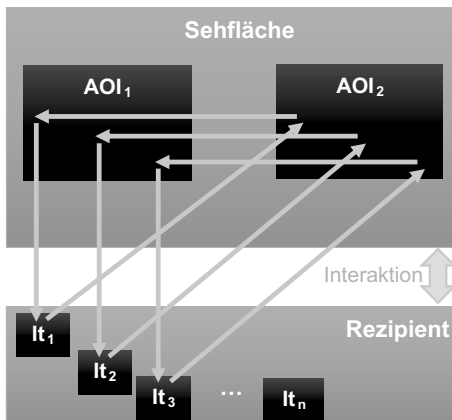 Sehfläche
AOI₁
AOI₂
Interaktion
Rezipient
It₁
It₂
It₃
...
Itₙ